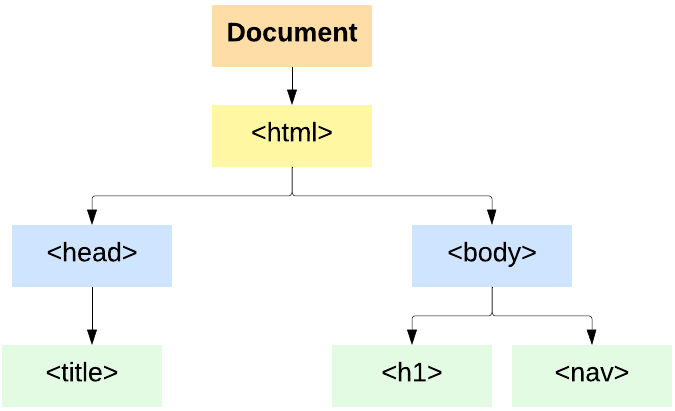 Document
<html>
<head>
<body>
<title>
<h1>
<nav>